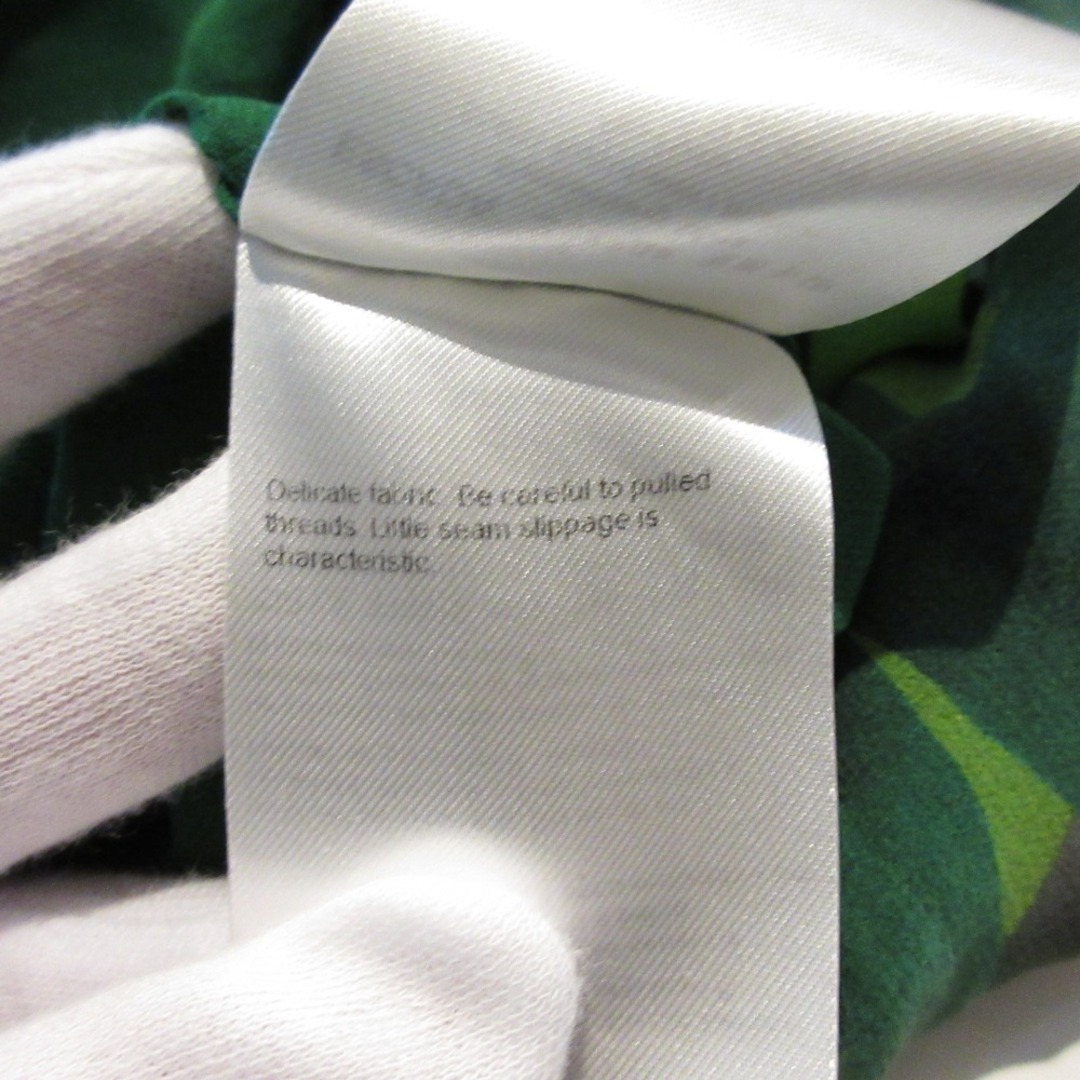 Delicate fabric. Be careful to pulled
threads. Little seam slippage is
characteristic.